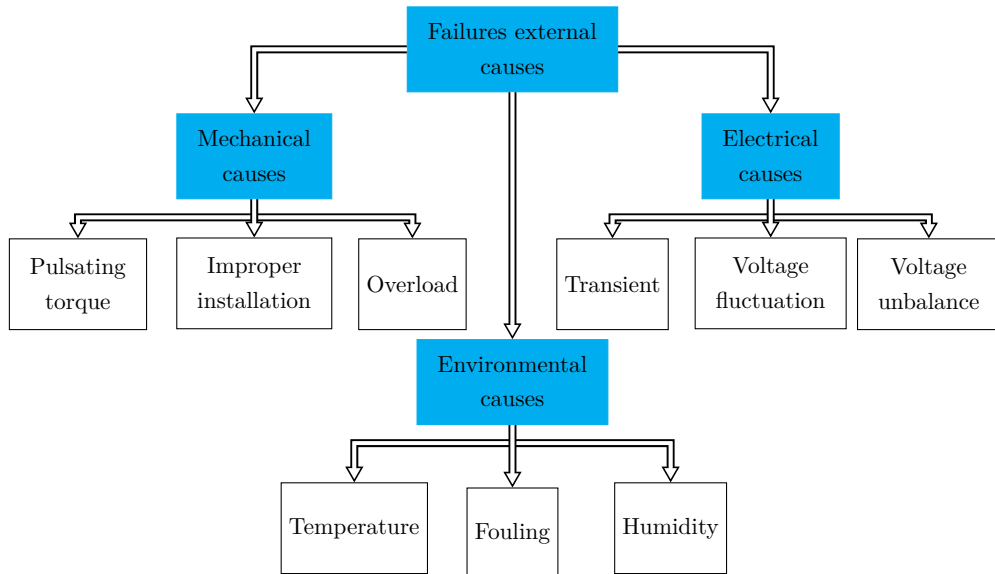 Failures external
causes
Mechanical
causes
Electrical
causes
Pulsating
torque
Improper
installation
Overload
Transient
Voltage
fluctuation
Voltage
unbalance
Environmental
causes
Temperature
Fouling
Humidity